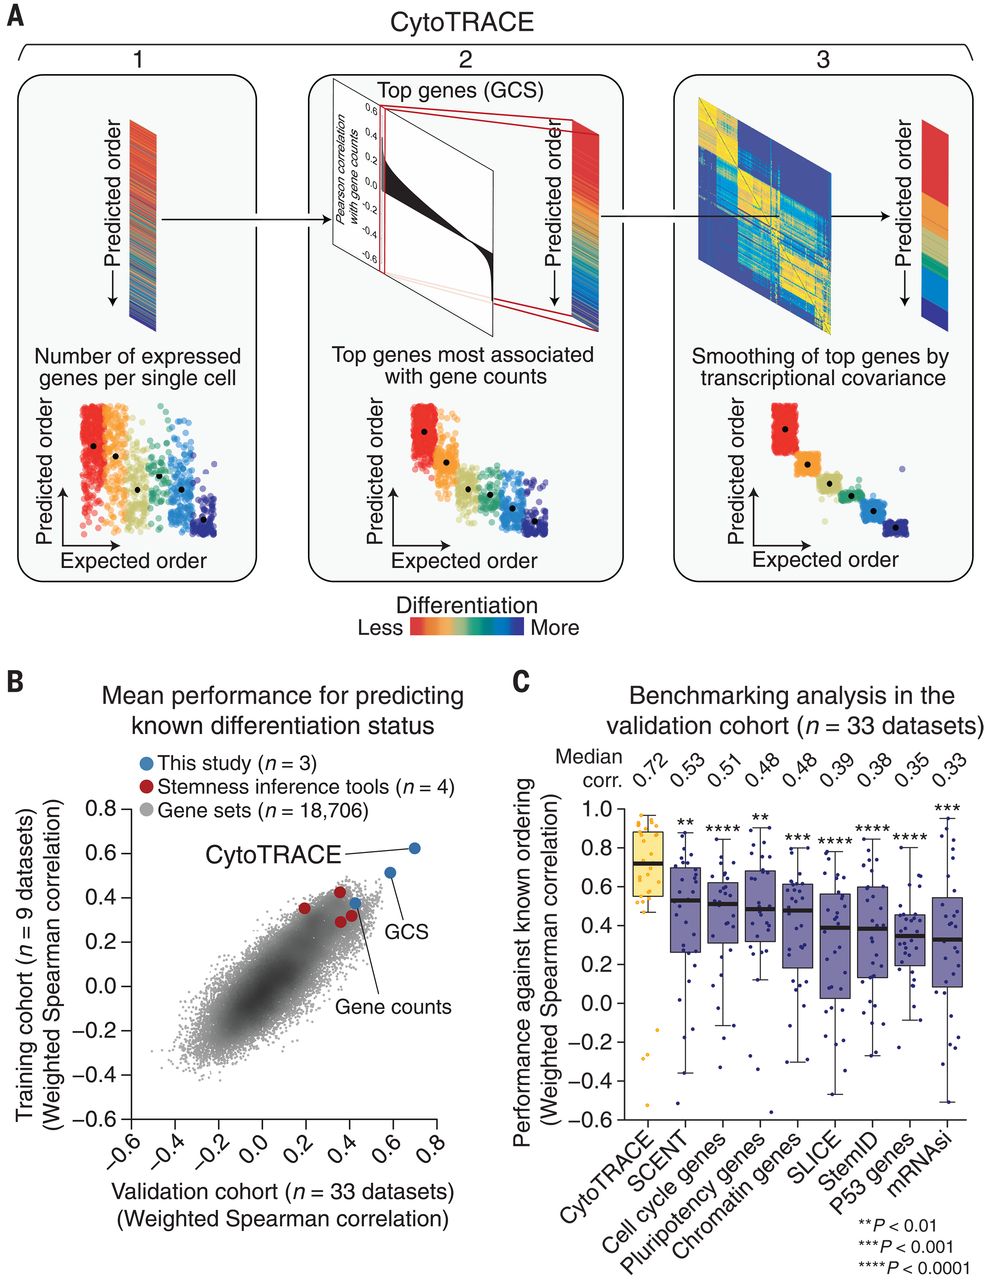 A
CytoTRACE
1
2
3
Predicted order
Number of expressed
genes per single cell
Predicted order
Expected order
Top genes (GCS)
Pearson correlation
with gene counts
0.6
0.4
0.2
0.0
-0.2
-0.4
-0.6
Predicted order
Top genes most associated
with gene counts
Predicted order
Expected order
Predicted order
Smoothing of top genes by
transcriptional covariance
Predicted order
Expected order
Differentiation
Less More
B
Mean performance for predicting
known differentiation status
This study (n = 3)
Stemness inference tools (n = 4)
Gene sets (n = 18,706)
Training cohort (n = 9 datasets)
(Weighted Spearman correlation)
0.8
0.6
0.4
0.2
0.0
−0.2
−0.4
−0.6
CytoTRACE
GCS
Gene counts
−0.6 −0.4 −0.2 0.0 0.2 0.4 0.6 0.8
Validation cohort (n = 33 datasets)
(Weighted Spearman correlation)
C
Benchmarking analysis in the
validation cohort (n = 33 datasets)
Median
corr.
0.72 0.53 0.51 0.48 0.48 0.39 0.38 0.35 0.33
Performance against known ordering
(Weighted Spearman correlation)
1.0
0.8
0.6
0.4
0.2
0.0
−0.2
−0.4
−0.6
** **** ** *** **** **** **** ***
CytoTRACE
SCENT
Cell cycle genes
Pluripotency genes
Chromatin genes
SLICE
StemID
P53 genes
mRNAsi
**P < 0.01
***P < 0.001
****P < 0.0001